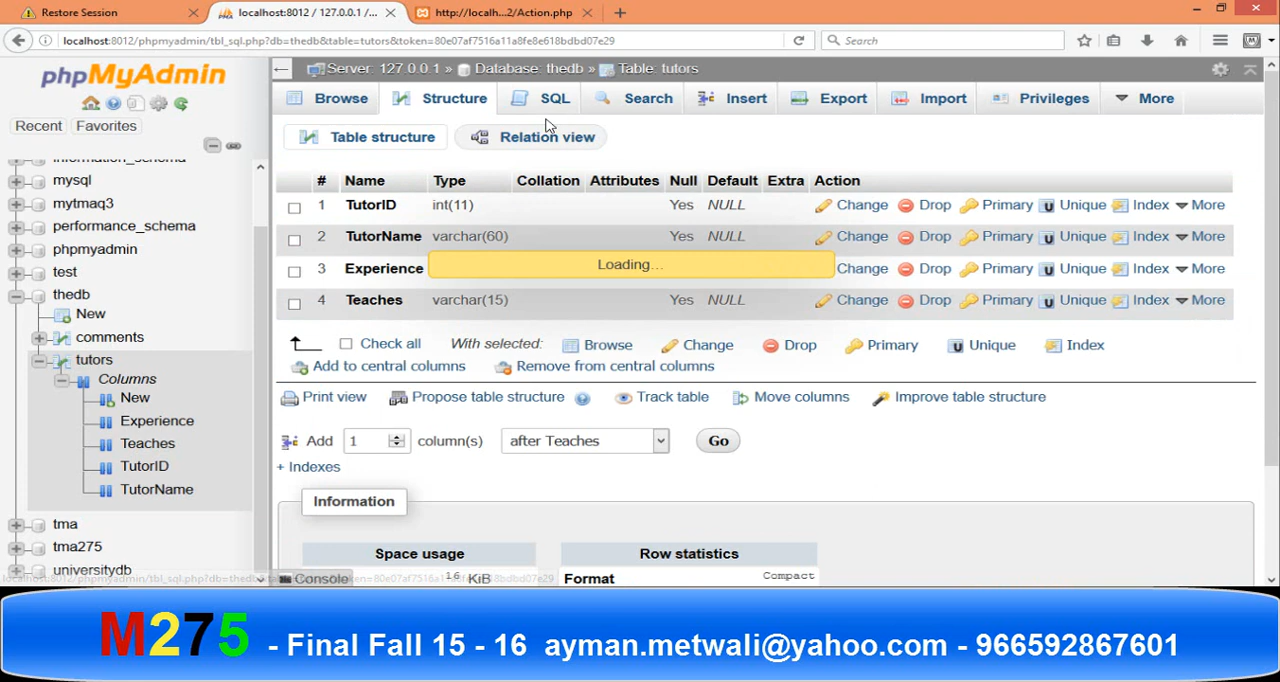 Restore Session
localhost:8012 / 127.0.0.1 /...
http://localh...2/Action.php
localhost:8012/phpmyadmin/tbl_sql.php?db=thedb&table=tutors&token=80e07af7516a11a8fe8e618bdbd07e29
Search
phpMyAdmin
Recent
Favorites
information_schema
mysql
mytmaq3
performance_schema
phpmyadmin
test
thedb
New
comments
tutors
Columns
New
Experience
Teaches
TutorID
TutorName
tma
tma275
universitydb
Server: 127.0.0.1 » Database: thedb » Table: tutors
Browse Structure SQL Search Insert Export Import Privileges More
Table structure Relation view
# Name Type Collation Attributes Null Default Extra Action
1 TutorID int(11) Yes NULL Change Drop Primary Unique Index More
2 TutorName varchar(60) Yes NULL Change Drop Primary Unique Index More
3 Experience Loading... Change Drop Primary Unique Index More
4 Teaches varchar(15) Yes NULL Change Drop Primary Unique Index More
Check all With selected: Browse Change Drop Primary Unique Index
Add to central columns Remove from central columns
Print view Propose table structure Track table Move columns Improve table structure
Add 1 column(s) after Teaches Go
+ Indexes
Information
Space usage Row statistics
16 KiB Format Compact
Console
M275 - Final Fall 15 - 16 ayman.metwali@yahoo.com - 966592867601